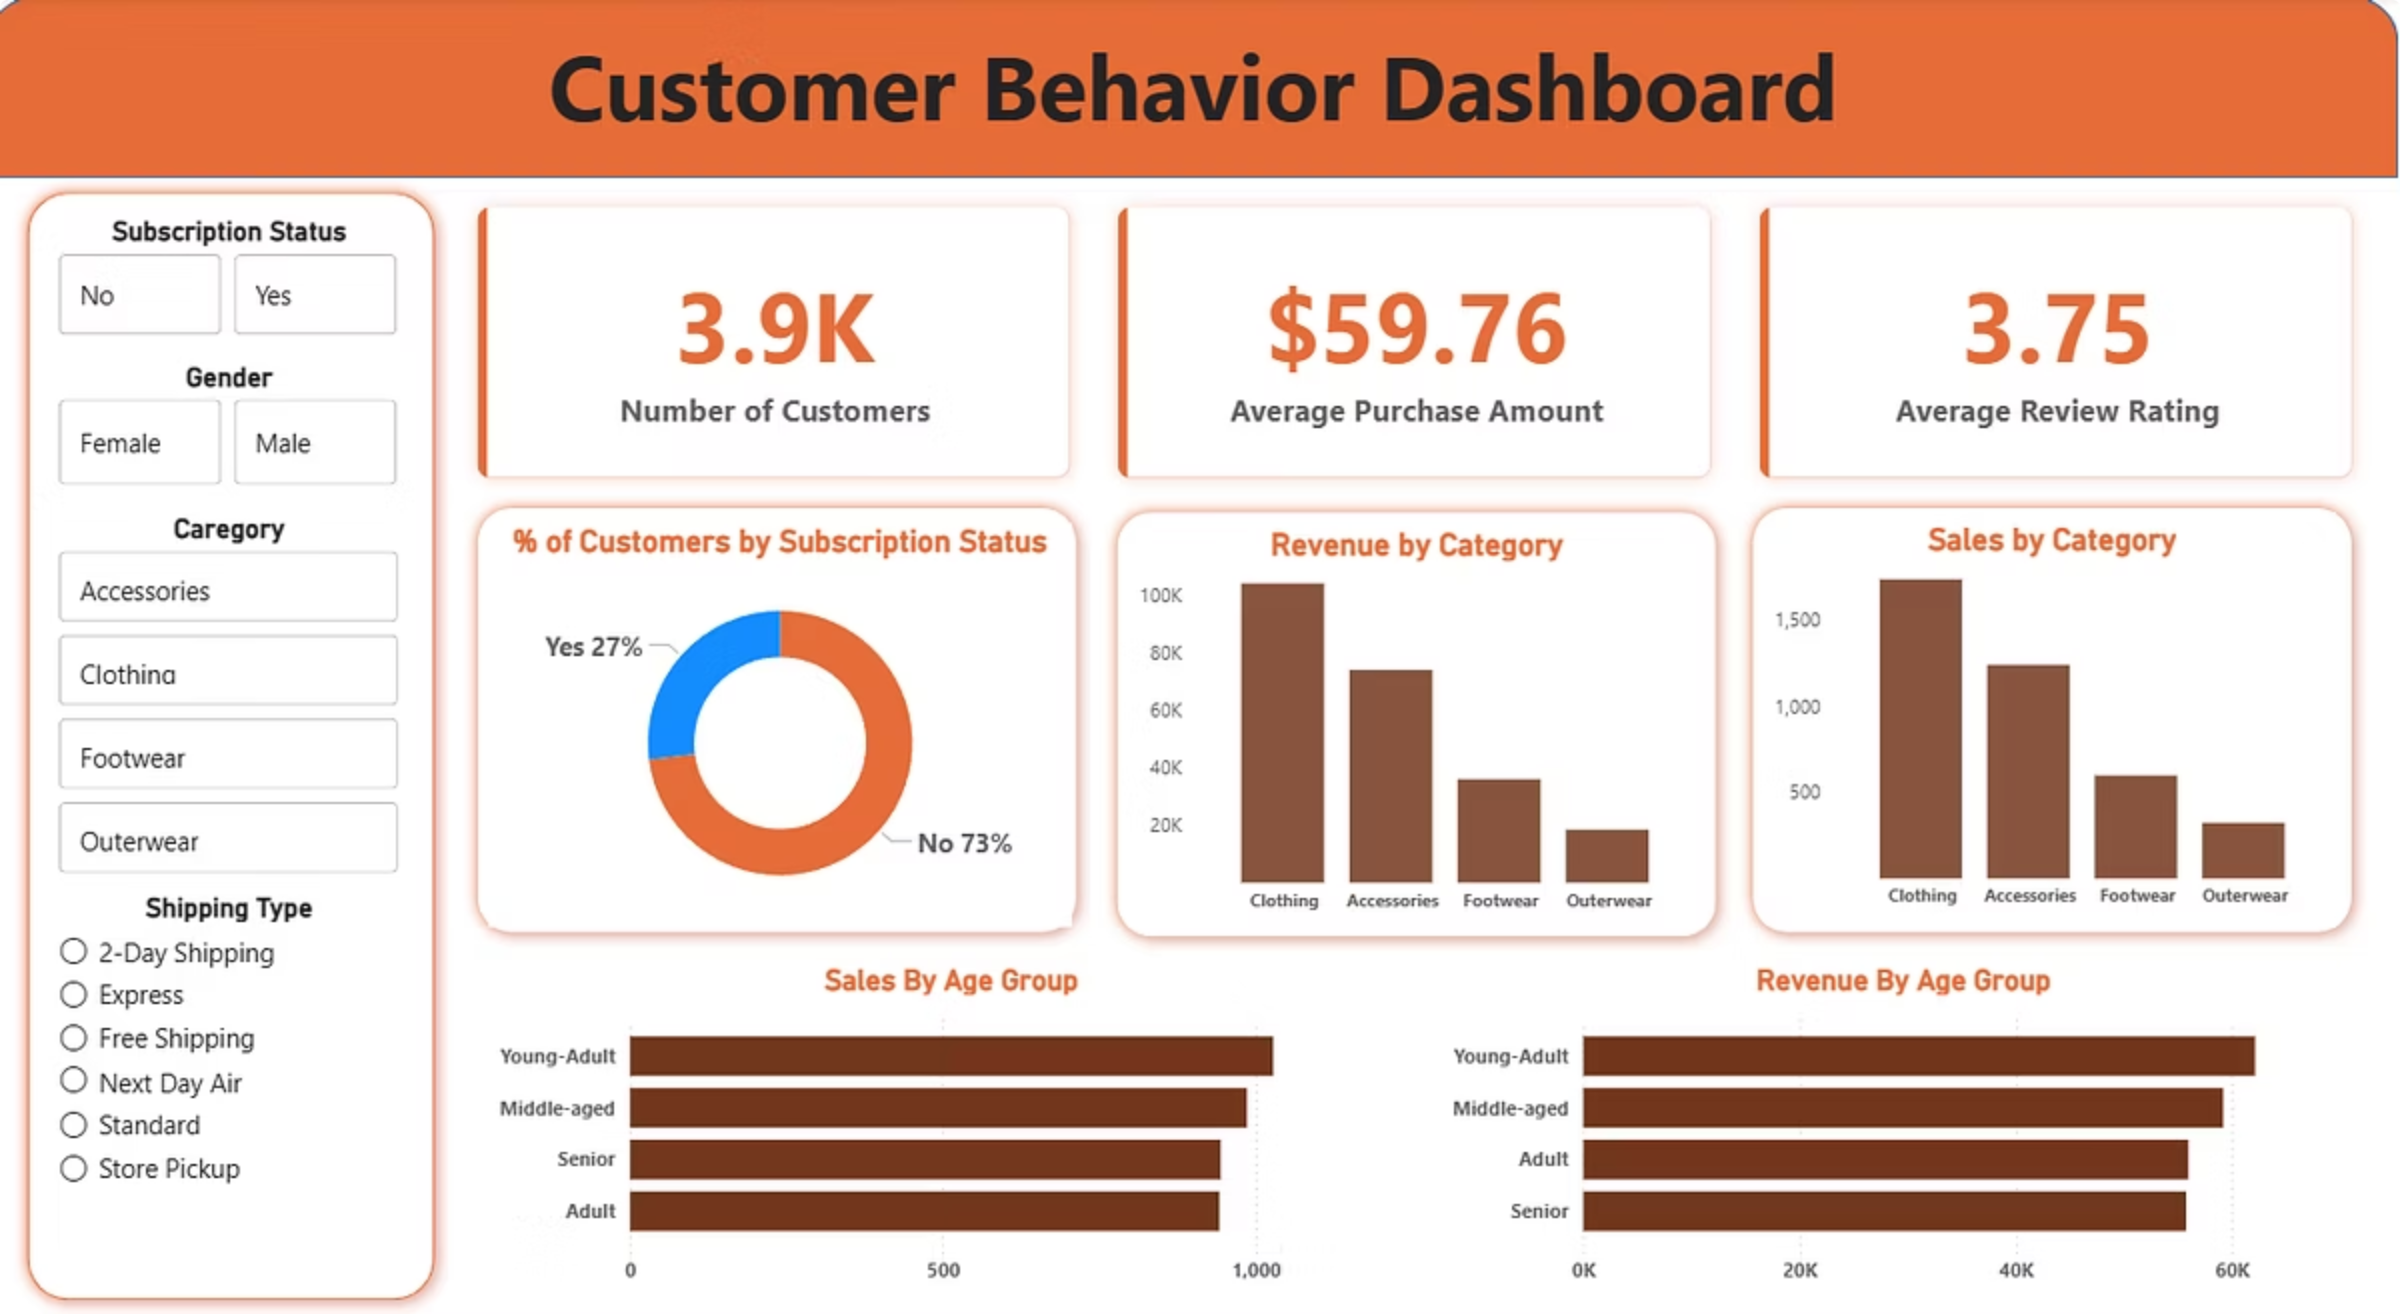 Customer Behavior Dashboard
Subscription Status
No
Yes
Gender
Female
Male
Caregory
Accessories
Clothing
Footwear
Outerwear
Shipping Type
2-Day Shipping
Express
Free Shipping
Next Day Air
Standard
Store Pickup
3.9K
Number of Customers
$59.76
Average Purchase Amount
3.75
Average Review Rating
% of Customers by Subscription Status
Yes 27%
No 73%
Revenue by Category
100K
80K
60K
40K
20K
Clothing Accessories Footwear Outerwear
Sales by Category
1,500
1,000
500
Clothing Accessories Footwear Outerwear
Sales By Age Group
Young-Adult
Middle-aged
Senior
Adult
0 500 1,000
Revenue By Age Group
Young-Adult
Middle-aged
Adult
Senior
0K 20K 40K 60K